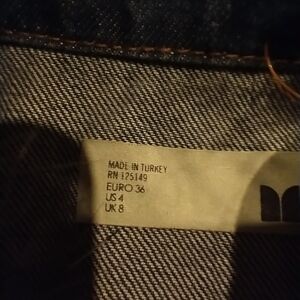 MADE IN TURKEY
RN 125149
EURO 36
US 4
UK 8